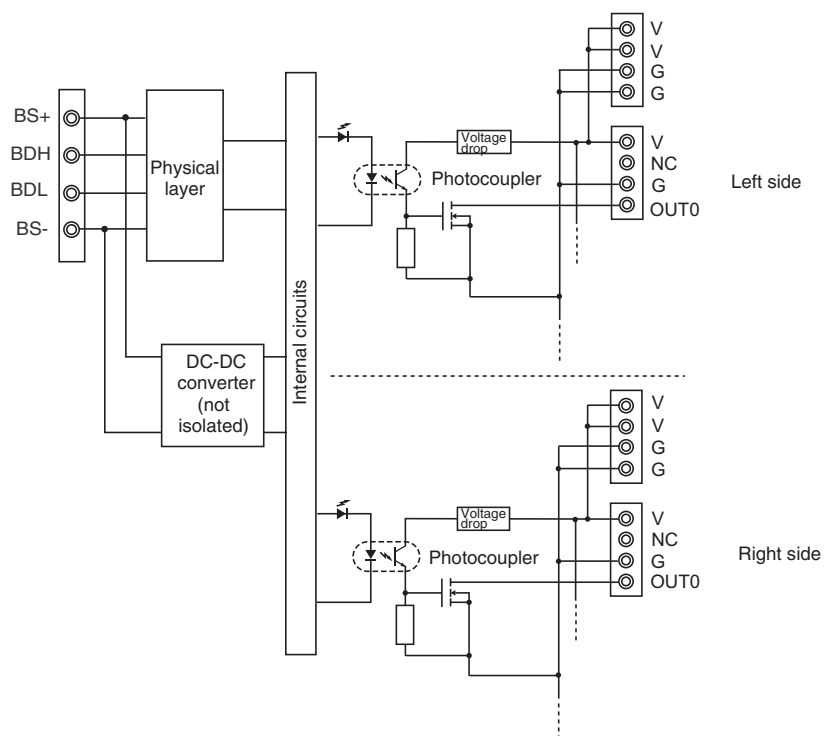 BS+
BDH
BDL
BS-
Physical
layer
DC-DC
converter
(not
isolated)
Internal circuits
Voltage
drop
Photocoupler
V
V
G
G
V
NC
G
OUT0
Left side
Voltage
drop
Photocoupler
V
V
G
G
V
NC
G
OUT0
Right side